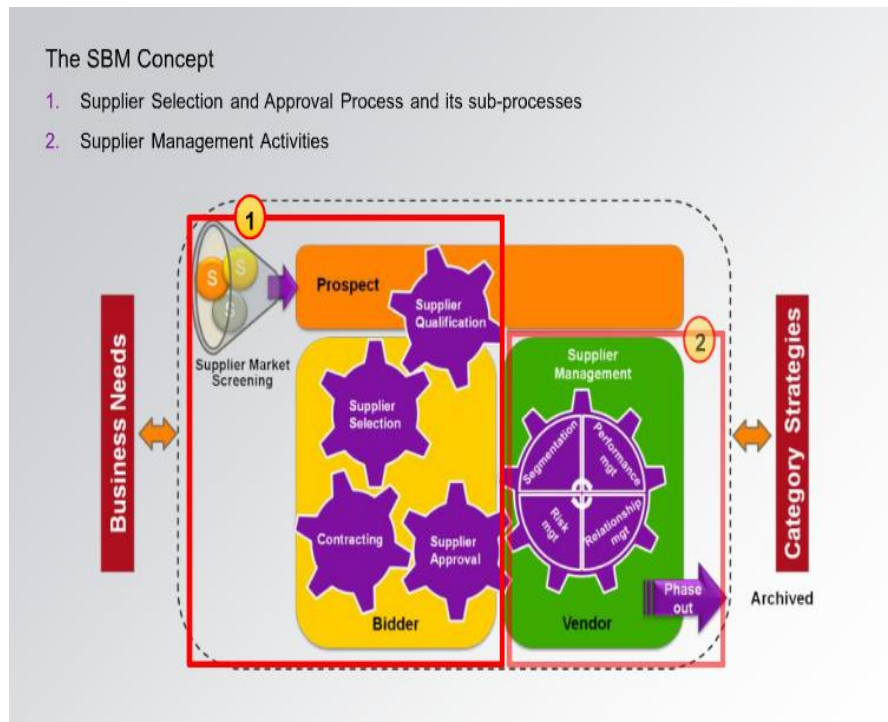 The SBM Concept
1. Supplier Selection and Approval Process and its sub-processes
2. Supplier Management Activities
1
S
S
S
Supplier Market
Screening
Prospect
Supplier
Qualification
Supplier
Selection
Contracting
Supplier
Approval
Bidder
2
Supplier
Management
Segmentation
Performance
mgt
Risk
mgt
Relationship
mgt
Vendor
Phase
out
Archived
Business Needs
Category Strategies